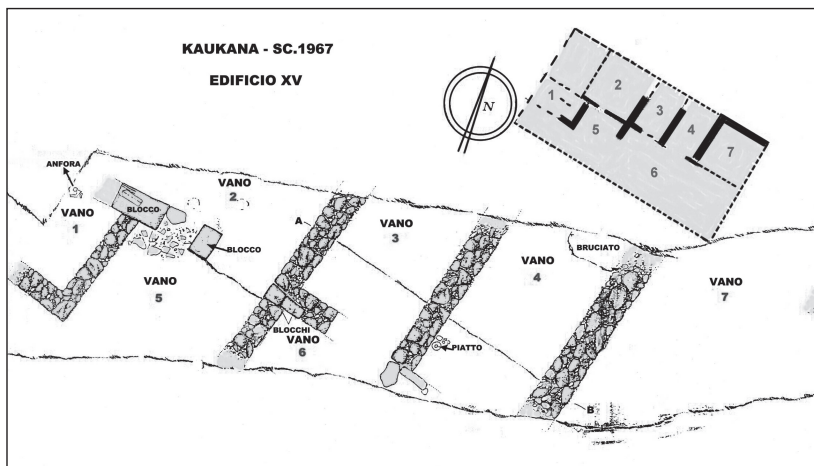 KAUKANA - SC.1967
EDIFICIO XV
N
1
2
3
4
5
6
7
ANFORA
VANO
1
BLOCCO
VANO
2
BLOCCO
A
VANO
3
VANO
4
BRUCIATO
VANO
7
VANO
5
BLOCCHI
VANO
6
PIATTO
B